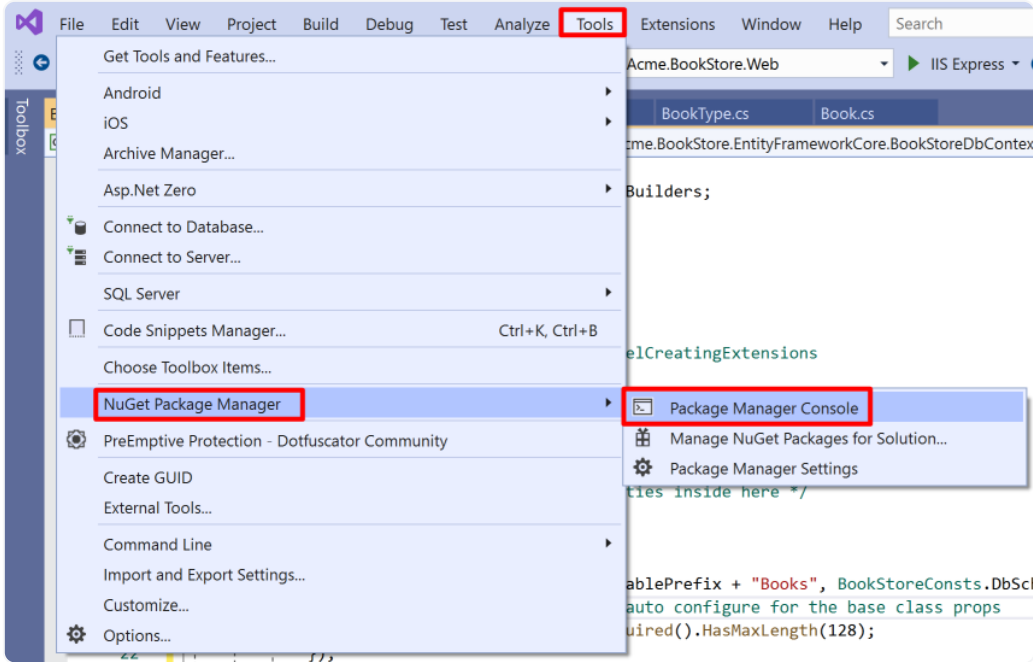 File Edit View Project Build Debug Test Analyze Tools Extensions Window Help Search
Get Tools and Features...
Acme.BookStore.Web IIS Express
Toolbox
Android
BookType.cs Book.cs
iOS
me.BookStore.EntityFrameworkCore.BookStoreDbContex
Archive Manager...
Asp.Net Zero
Builders;
Connect to Database...
Connect to Server...
SQL Server
Code Snippets Manager... Ctrl+K, Ctrl+B
elCreatingExtensions
Choose Toolbox Items...
NuGet Package Manager
Package Manager Console
PreEmptive Protection - Dotfuscator Community
Manage NuGet Packages for Solution...
Package Manager Settings
Create GUID
ties inside here */
External Tools...
Command Line
Import and Export Settings...
ablePrefix + "Books", BookStoreConsts.DbSch
Customize...
auto configure for the base class props
Options...
uired().HasMaxLength(128);
22 });